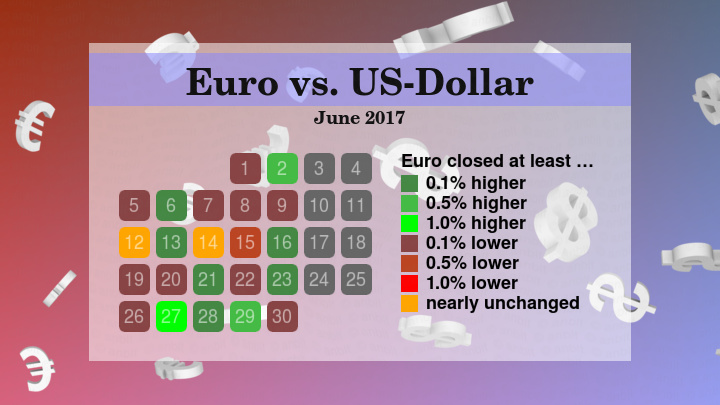 Euro vs. US-Dollar
June 2017
1 2 3 4
5 6 7 8 9 10 11
12 13 14 15 16 17 18
19 20 21 22 23 24 25
26 27 28 29 30
Euro closed at least …
0.1% higher
0.5% higher
1.0% higher
0.1% lower
0.5% lower
1.0% lower
nearly unchanged